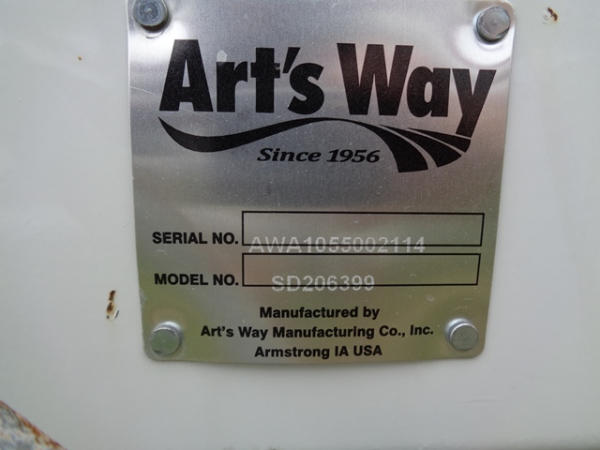 Art's Way
Since 1956
SERIAL NO. AWA1055002114
MODEL NO. SD206399
Manufactured by
Art's Way Manufacturing Co., Inc.
Armstrong IA USA